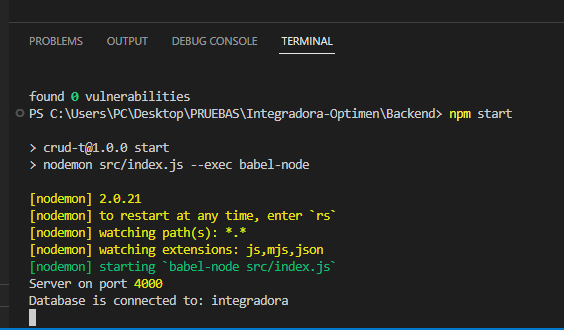 PROBLEMS OUTPUT DEBUG CONSOLE TERMINAL
found 0 vulnerabilities
PS C:\Users\PC\Desktop\PRUEBAS\Integradora-Optimen\Backend> npm start
> crud-t@1.0.0 start
> nodemon src/index.js --exec babel-node
[nodemon] 2.0.21
[nodemon] to restart at any time, enter `rs`
[nodemon] watching path(s): *.*
[nodemon] watching extensions: js,mjs,json
[nodemon] starting `babel-node src/index.js`
Server on port 4000
Database is connected to: integradora